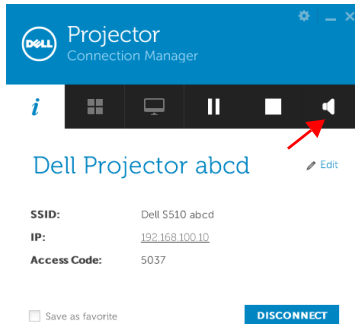 DELL
Projector
Connection Manager
i
Dell Projector abcd
Edit
SSID: Dell S510 abcd
IP: 192.168.100.10
Access Code: 5037
Save as favorite
DISCONNECT